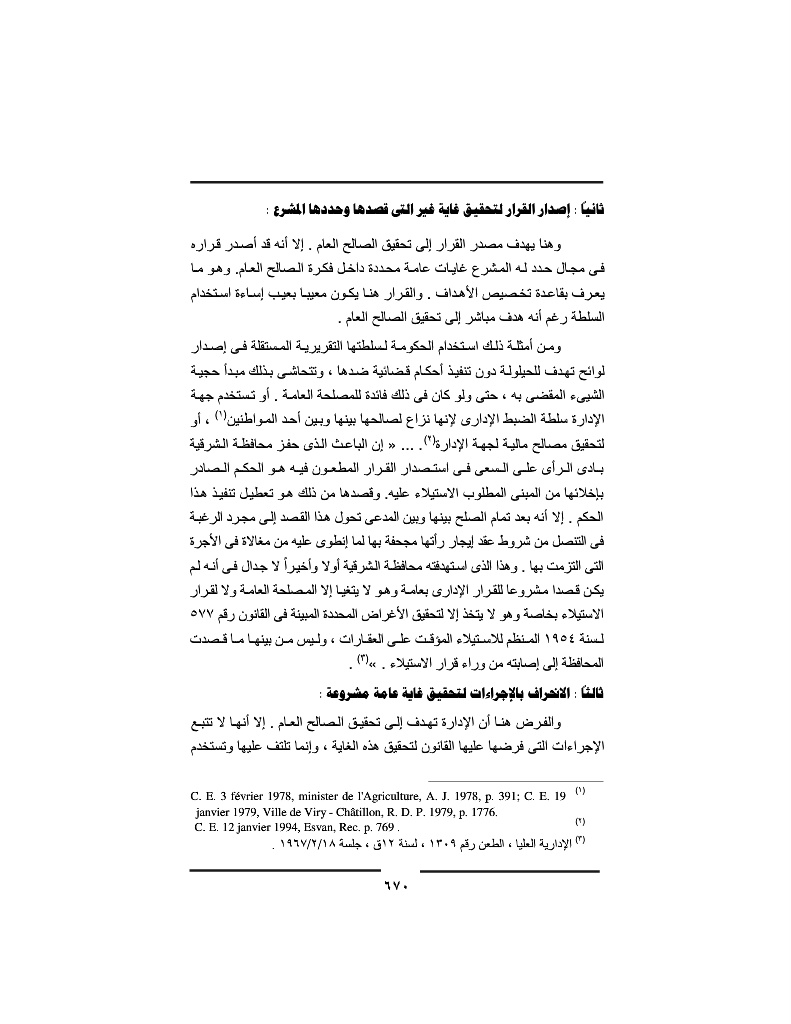 ثانيًا : إصدار القرار لتحقيق غاية غير التى قصدها وحددها المشرع :
وهنا يهدف مصدر القرار إلى تحقيق الصالح العام . إلا أنه قد أصدر قراره
فى مجال حدد له المشرع غايات عامة محددة داخل فكرة الصالح العام. وهو ما
يعرف بقاعدة تخصيص الأهداف . والقرار هنا يكون معيبا بعيب إساءة استخدام
السلطة رغم أنه هدف مباشر إلى تحقيق الصالح العام .
ومن أمثلة ذلك استخدام الحكومة لسلطتها التقريرية المستقلة فى إصدار
لوائح تهدف للحيلولة دون تنفيذ أحكام قضائية ضدها ، وتتحاشى بذلك مبدأ حجية
الشيىء المقضى به ، حتى ولو كان فى ذلك فائدة للمصلحة العامة . أو تستخدم جهة
الإدارة سلطة الضبط الإدارى لإنها نزاع لصالحها بينها وبين أحد المواطنين(١) ، أو
لتحقيق مصالح مالية لجهة الإدارة(٢). ... « إن الباعث الذى حفز محافظة الشرقية
بادى الرأى على السعى فى استصدار القرار المطعون فيه هو الحكم الصادر
بإخلائها من المبنى المطلوب الاستيلاء عليه. وقصدها من ذلك هو تعطيل تنفيذ هذا
الحكم . إلا أنه بعد تمام الصلح بينها وبين المدعى تحول هذا القصد إلى مجرد الرغبة
فى التنصل من شروط عقد إيجار رأتها مجحفة بها لما إنطوى عليه من مغالاة فى الأجرة
التى التزمت بها . وهذا الذى استهدفته محافظة الشرقية أولا وأخيراً لا جدال فى أنه لم
يكن قصدا مشروعا للقرار الإدارى بعامة وهو لا يتغيا إلا المصلحة العامة ولا لقرار
الاستيلاء بخاصة وهو لا يتخذ إلا لتحقيق الأغراض المحددة المبينة فى القانون رقم ٥٧٧
لسنة ١٩٥٤ المنظم للاستيلاء المؤقت على العقارات ، وليس من بينها ما قصدت
المحافظة إلى إصابته من وراء قرار الاستيلاء . »(٣) .
ثالثًا : الانحراف بالإجراءات لتحقيق غاية عامة مشروعة :
والفرض هنا أن الإدارة تهدف إلى تحقيق الصالح العام . إلا أنها لا تتبع
الإجراءات التى فرضها عليها القانون لتحقيق هذه الغاية ، وإنما تلتف عليها وتستخدم
(١) C. E. 3 février 1978, minister de l'Agriculture, A. J. 1978, p. 391; C. E. 19
janvier 1979, Ville de Viry - Châtillon, R. D. P. 1979, p. 1776.
(٢) C. E. 12 janvier 1994, Esvan, Rec. p. 769 .
(٣) الإدارية العليا ، الطعن رقم ١٣٠٩ ، لسنة ١٢ق ، جلسة ١٩٦٧/٢/١٨ .
٦٧٠